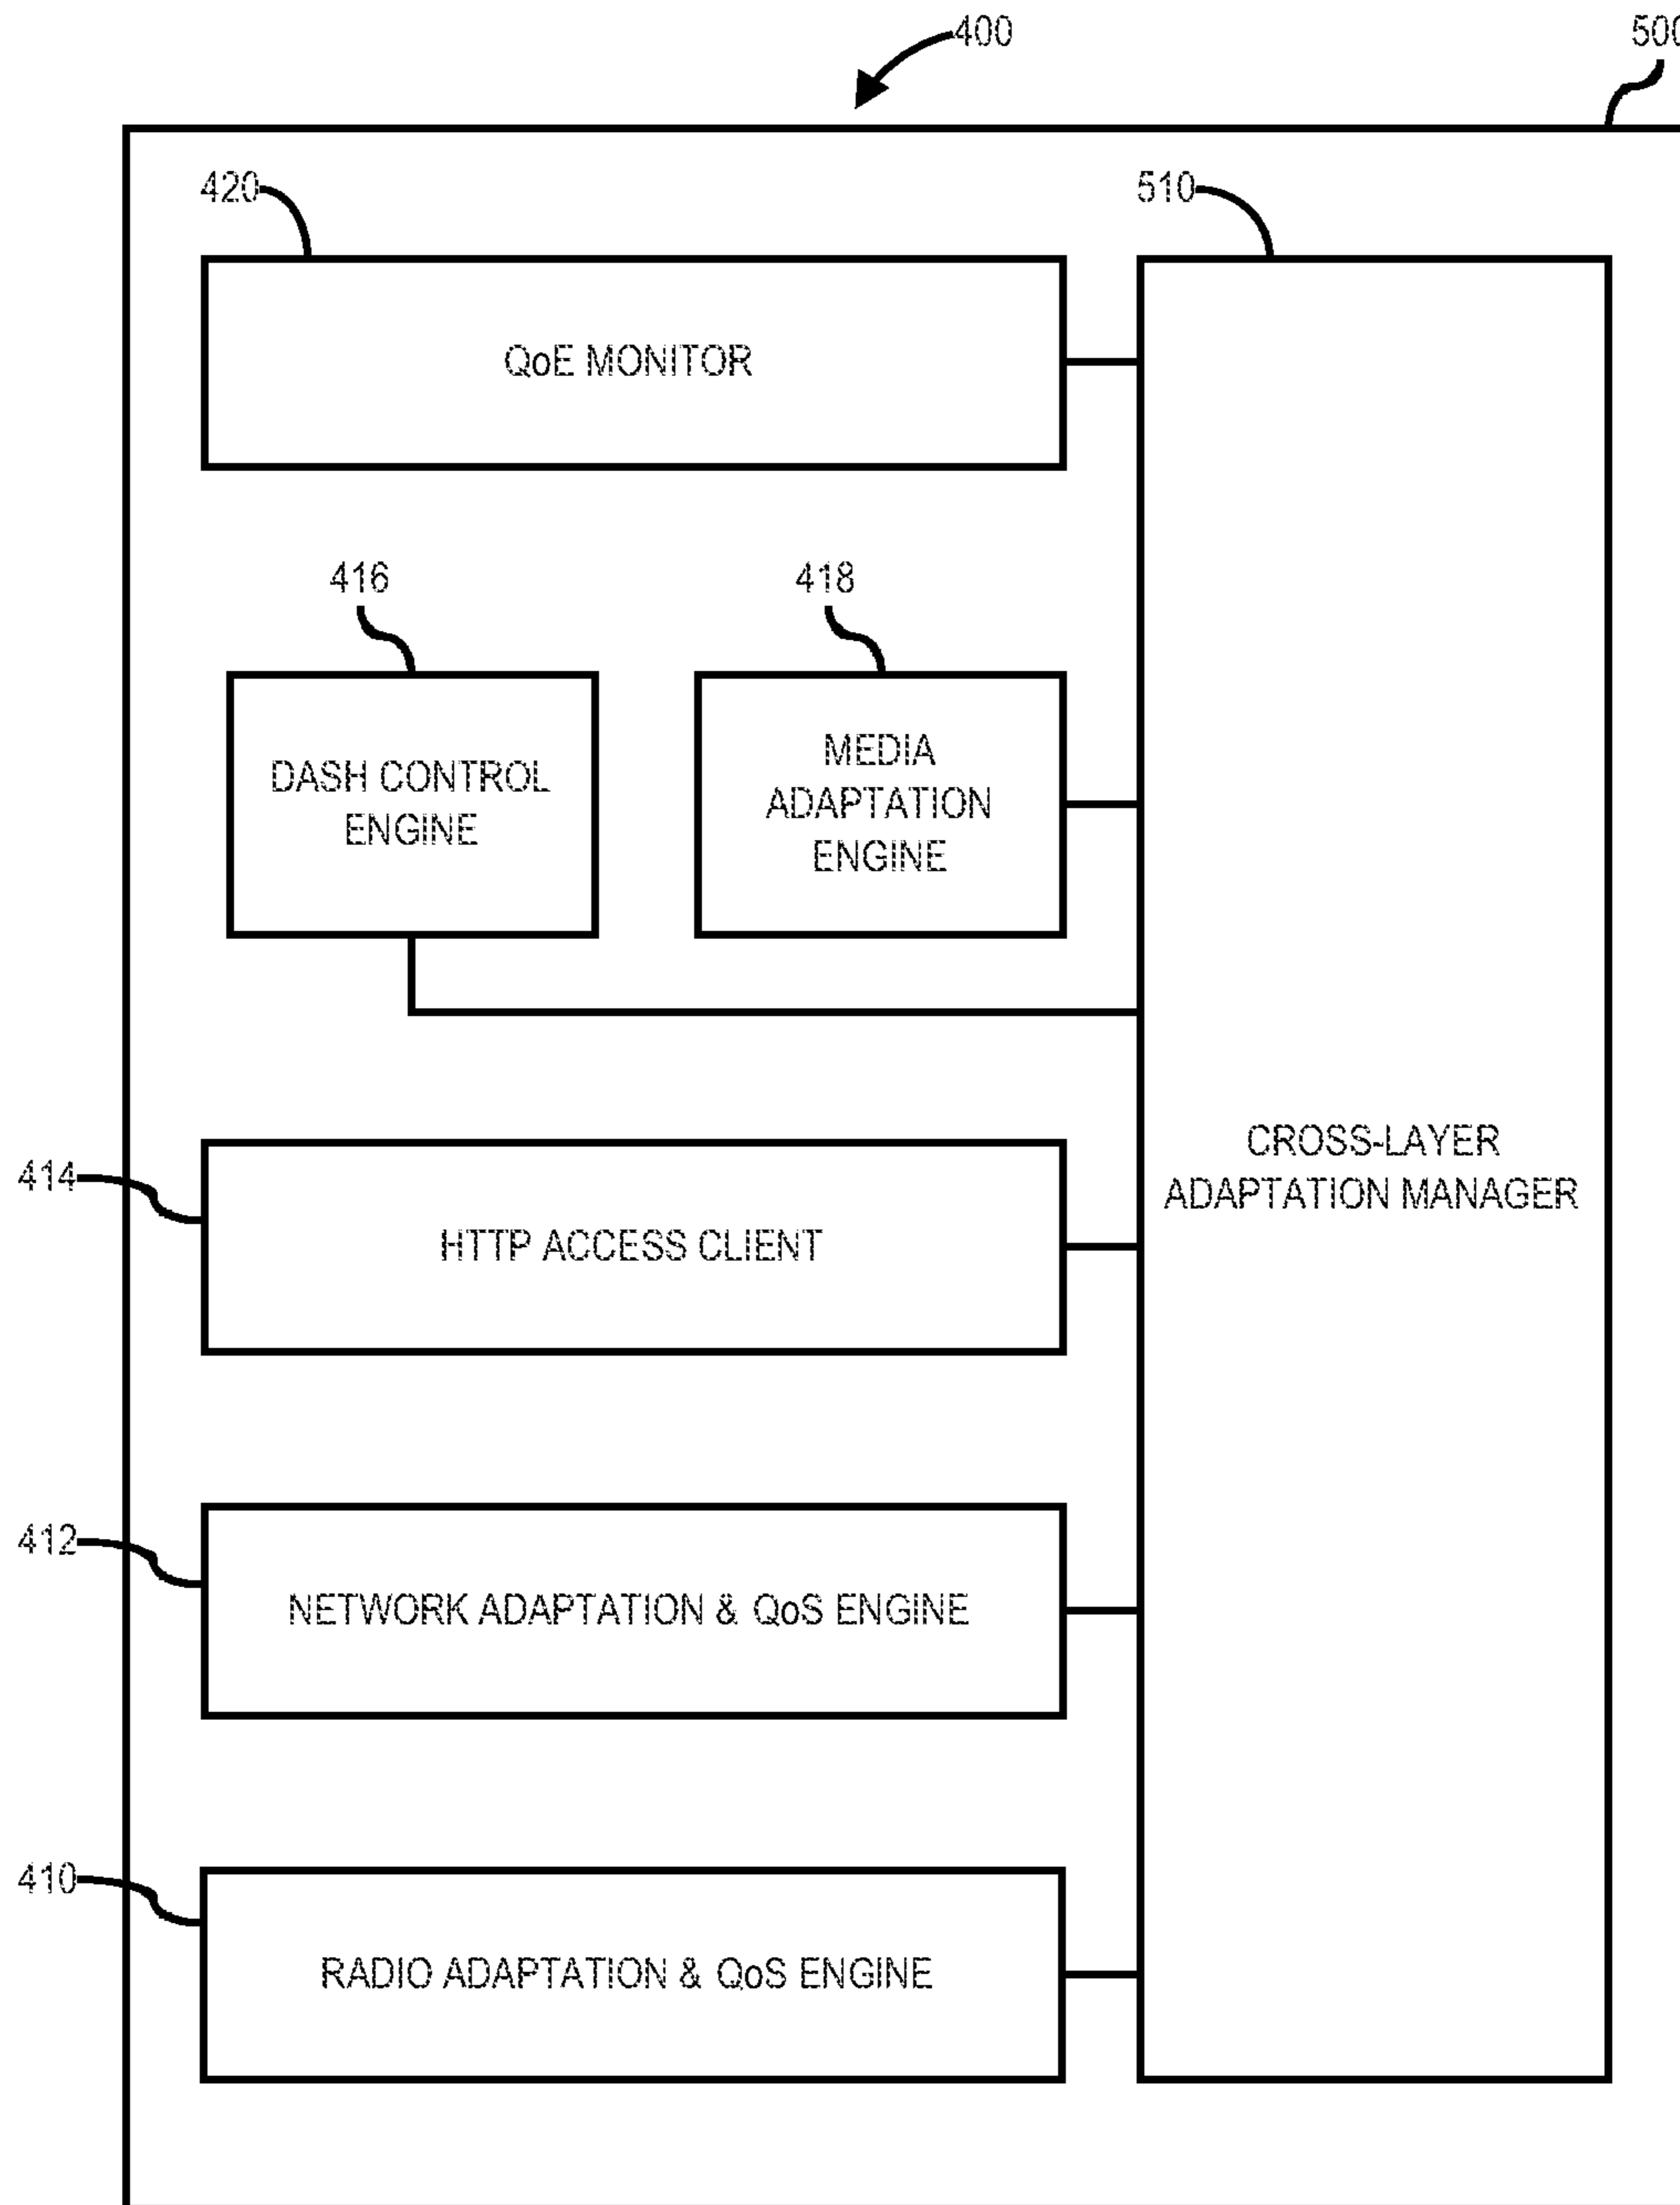 400
500
420
510
QoE MONITOR
416
418
DASH CONTROL
ENGINE
MEDIA
ADAPTATION
ENGINE
CROSS-LAYER
ADAPTATION MANAGER
414
HTTP ACCESS CLIENT
412
NETWORK ADAPTATION & QoS ENGINE
410
RADIO ADAPTATION & QoS ENGINE